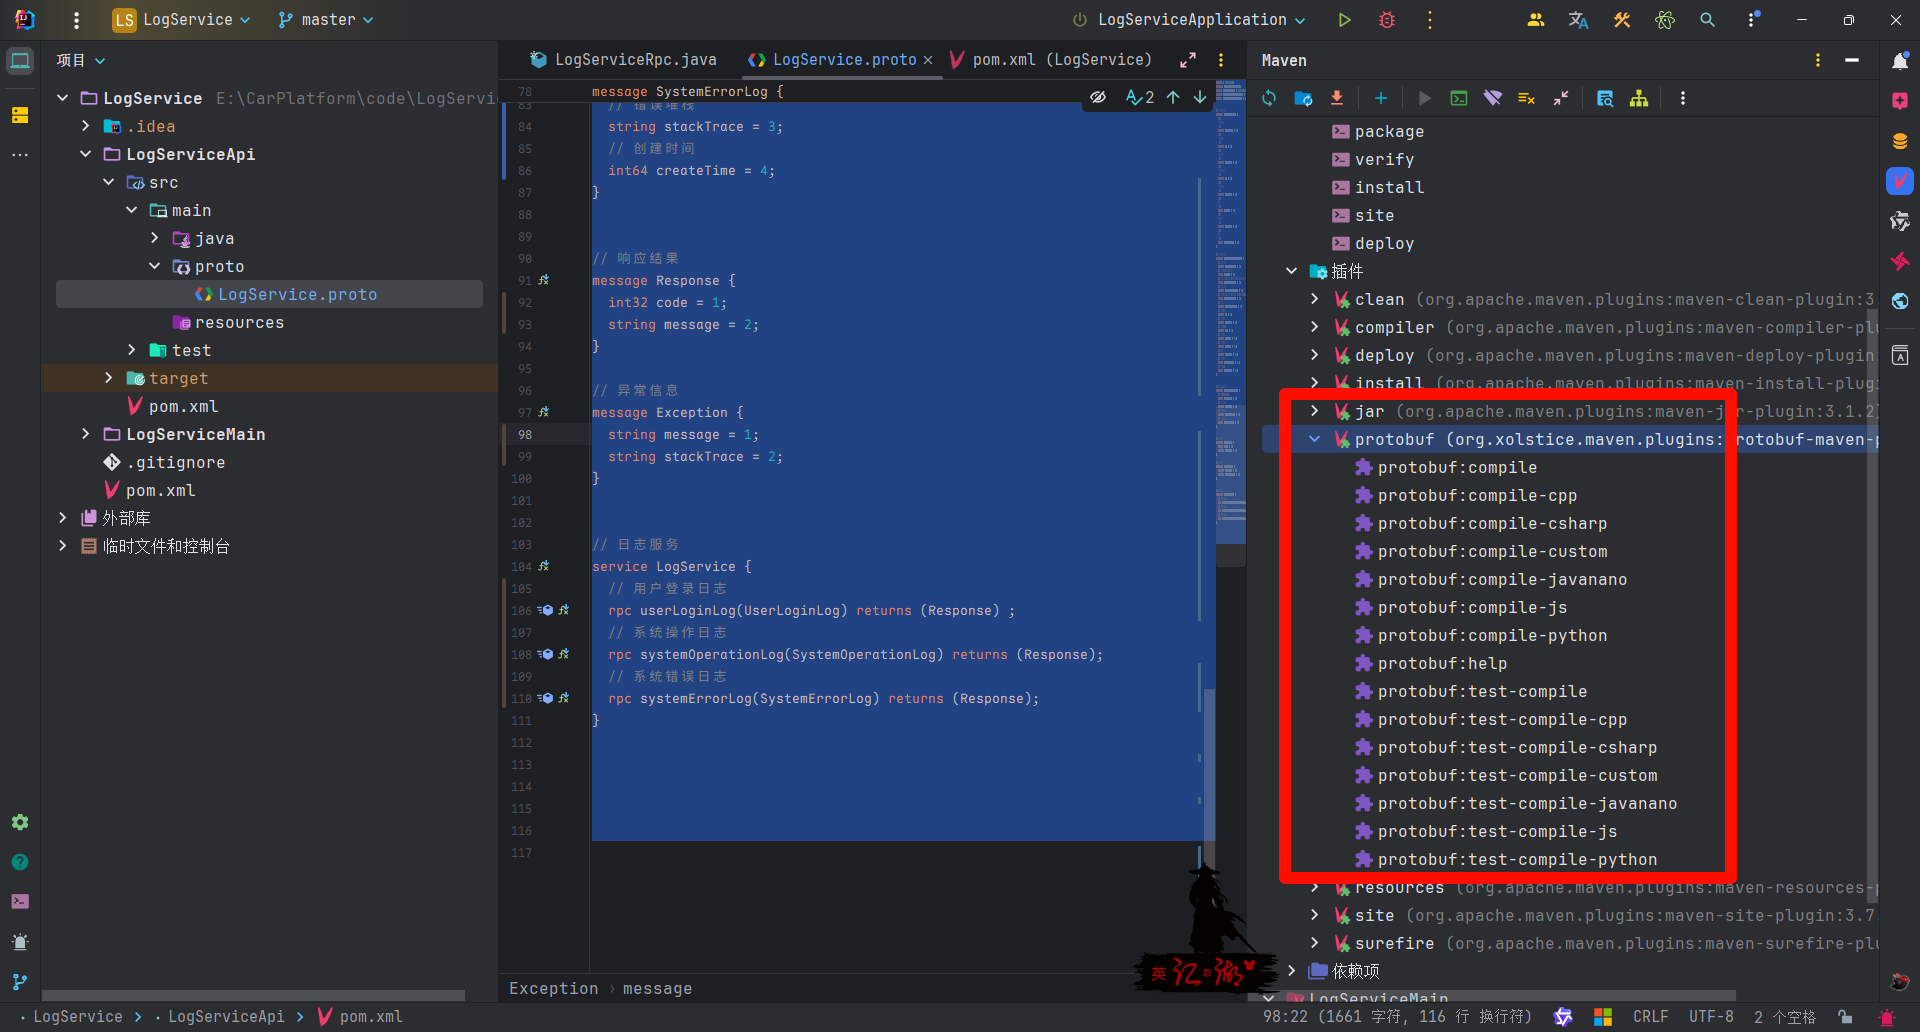 LS LogService master LogServiceApplication
项目
LogService E:\CarPlatform\code\LogServi
.idea
LogServiceApi
src
main
java
proto
LogService.proto
resources
test
target
pom.xml
LogServiceMain
.gitignore
pom.xml
外部库
临时文件和控制台
LogServiceRpc.java LogService.proto pom.xml (LogService)
78 message SystemErrorLog {
2
83 // 错误堆栈
84 string stackTrace = 3;
85 // 创建时间
86 int64 createTime = 4;
87 }
88
89
90 // 响应结果
91 message Response {
92 int32 code = 1;
93 string message = 2;
94 }
95
96 // 异常信息
97 message Exception {
98 string message = 1;
99 string stackTrace = 2;
100 }
101
102
103 // 日志服务
104 service LogService {
105 // 用户登录日志
106 rpc userLoginLog(UserLoginLog) returns (Response) ;
107 // 系统操作日志
108 rpc systemOperationLog(SystemOperationLog) returns (Response);
109 // 系统错误日志
110 rpc systemErrorLog(SystemErrorLog) returns (Response);
111 }
112
113
114
115
116
117
Exception › message
Maven
package
verify
install
site
deploy
插件
clean (org.apache.maven.plugins:maven-clean-plugin:3.
compiler (org.apache.maven.plugins:maven-compiler-plu
deploy (org.apache.maven.plugins:maven-deploy-plugin
install (org.apache.maven.plugins:maven-install-plug
jar (org.apache.maven.plugins:maven-jar-plugin:3.1.2)
protobuf (org.xolstice.maven.plugins:protobuf-maven-p
protobuf:compile
protobuf:compile-cpp
protobuf:compile-csharp
protobuf:compile-custom
protobuf:compile-javanano
protobuf:compile-js
protobuf:compile-python
protobuf:help
protobuf:test-compile
protobuf:test-compile-cpp
protobuf:test-compile-csharp
protobuf:test-compile-custom
protobuf:test-compile-javanano
protobuf:test-compile-js
protobuf:test-compile-python
resources (org.apache.maven.plugins:maven-resources-p
site (org.apache.maven.plugins:maven-site-plugin:3.7.
surefire (org.apache.maven.plugins:maven-surefire-plu
依赖项
LogServiceMain
英
LogService › LogServiceApi › pom.xml
98:22 (1661 字符, 116 行 换行符) CRLF UTF-8 2 个空格